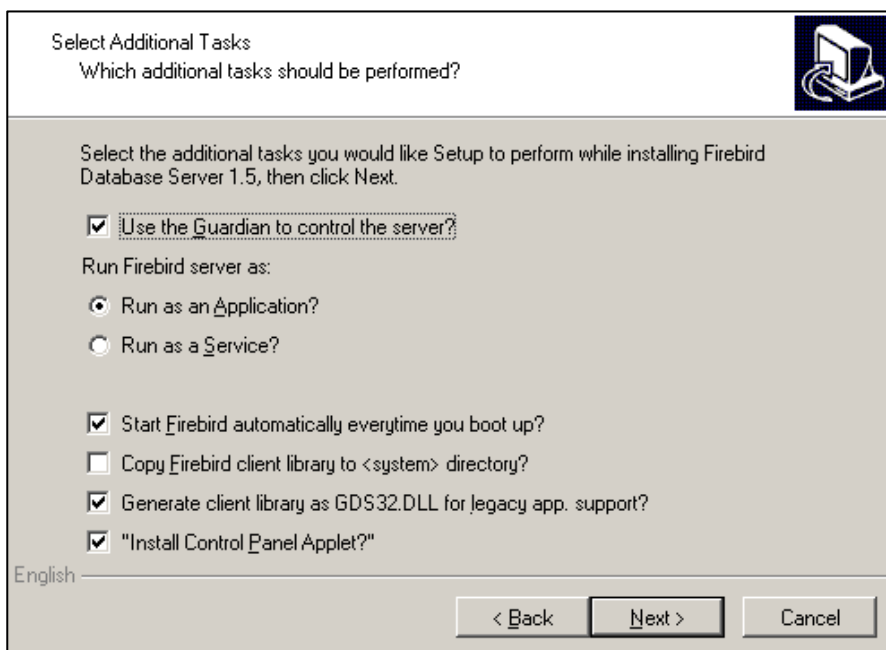 Select Additional Tasks
Which additional tasks should be performed?
Select the additional tasks you would like Setup to perform while installing Firebird
Database Server 1.5, then click Next.
Use the Guardian to control the server?
Run Firebird server as:
Run as an Application?
Run as a Service?
Start Firebird automatically everytime you boot up?
Copy Firebird client library to <system> directory?
Generate client library as GDS32.DLL for legacy app. support?
"Install Control Panel Applet?"
English
< Back
Next >
Cancel